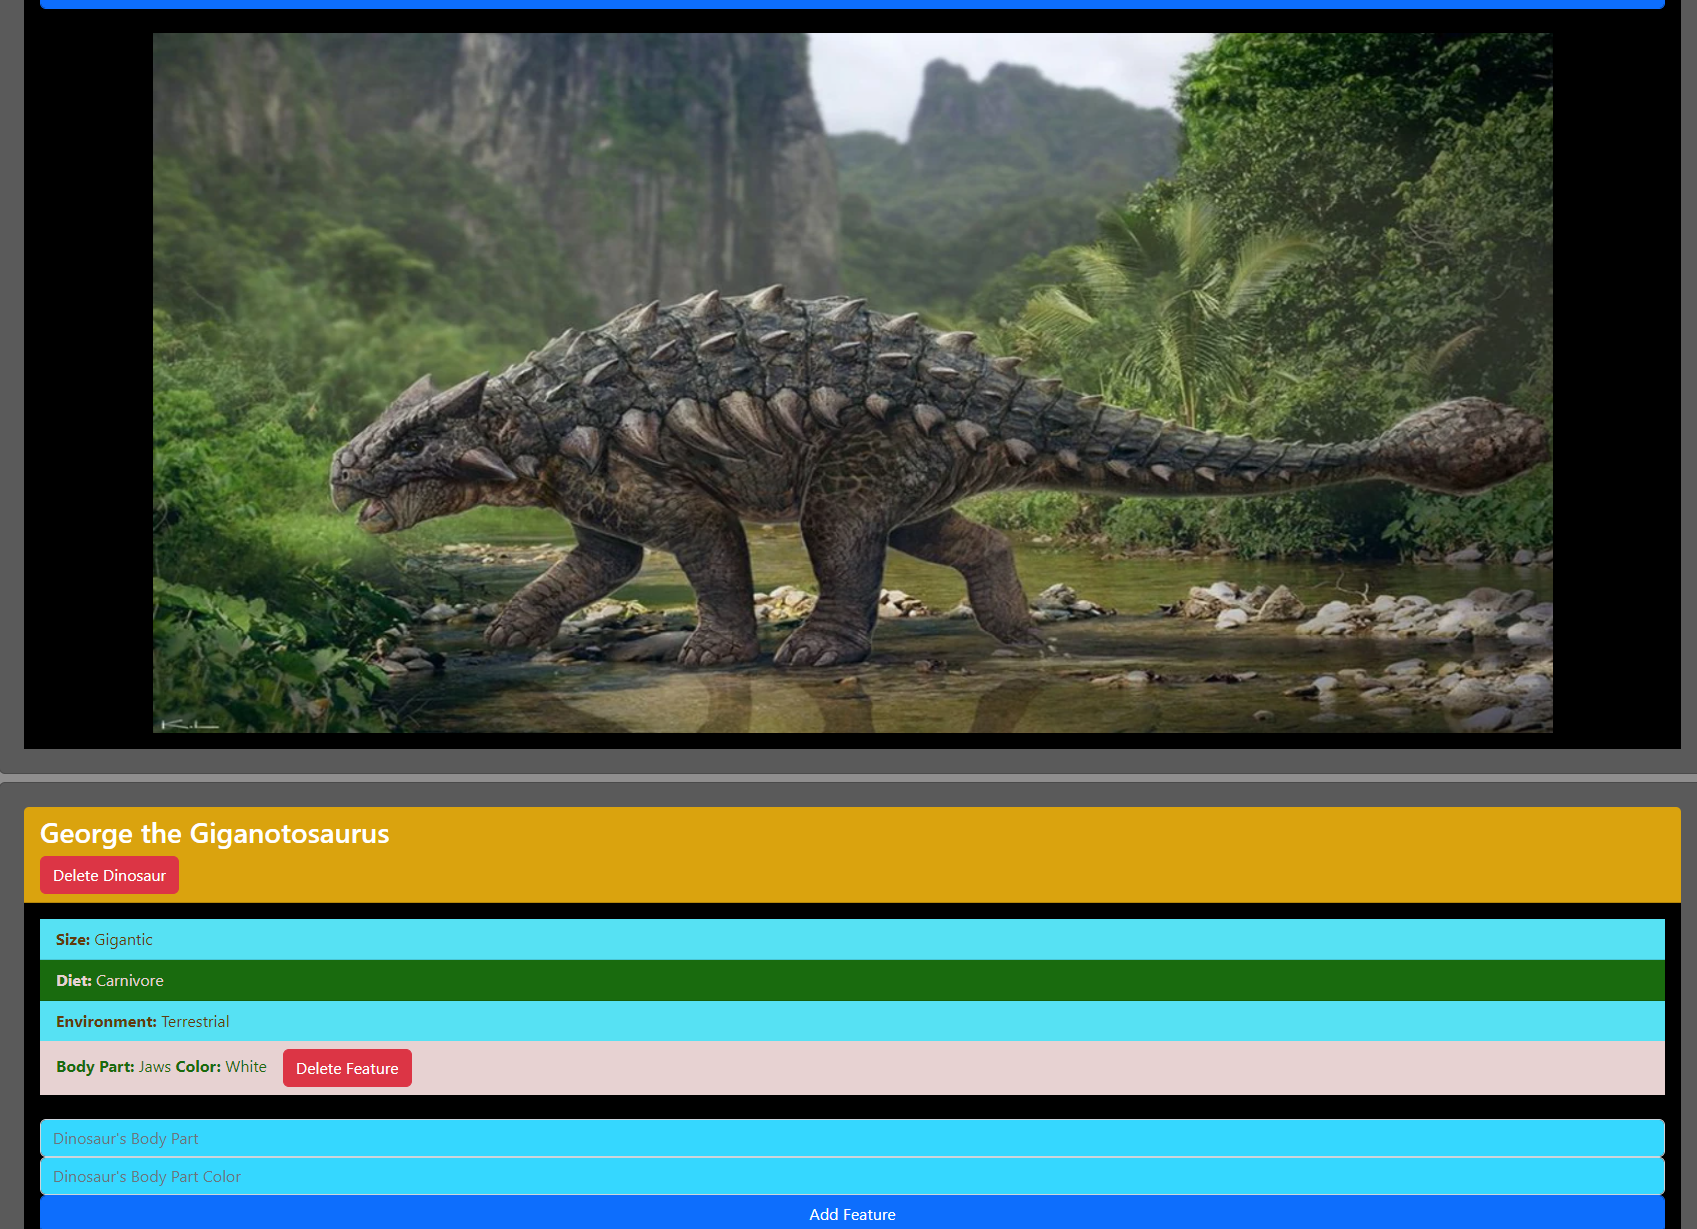 George the Giganotosaurus
Delete Dinosaur
Size: Gigantic
Diet: Carnivore
Environment: Terrestrial
Body Part: Jaws Color: White Delete Feature
Dinosaur's Body Part
Dinosaur's Body Part Color
Add Feature